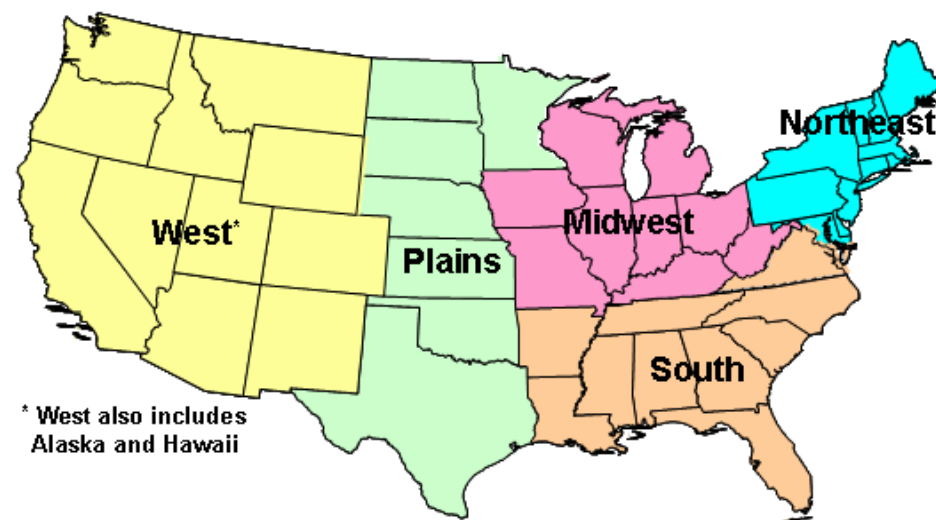 Northeast
Midwest
West*
Plains
South
* West also includes
Alaska and Hawaii